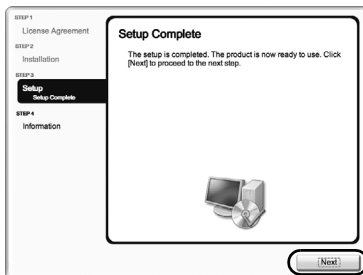 STEP 1
License Agreement
STEP 2
Installation
STEP 3
Setup
Setup Complete
STEP 4
Information
Setup Complete
The setup is completed. The product is now ready to use. Click
[Next] to proceed to the next step.
Next